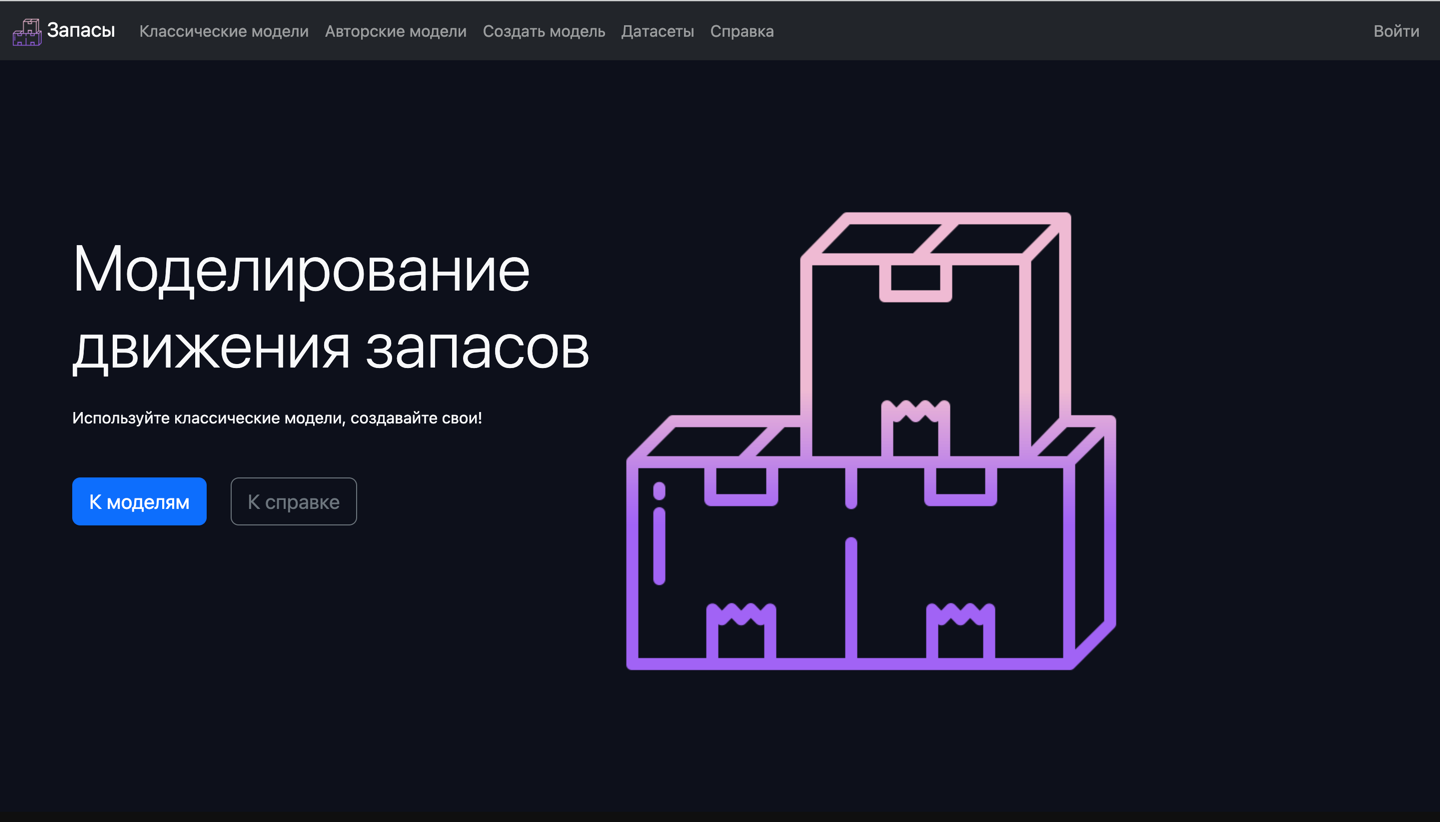 Запасы Классические модели Авторские модели Создать модель Датасеты Справка Войти
Моделирование
движения запасов
Используйте классические модели, создавайте свои!
К моделям К справке